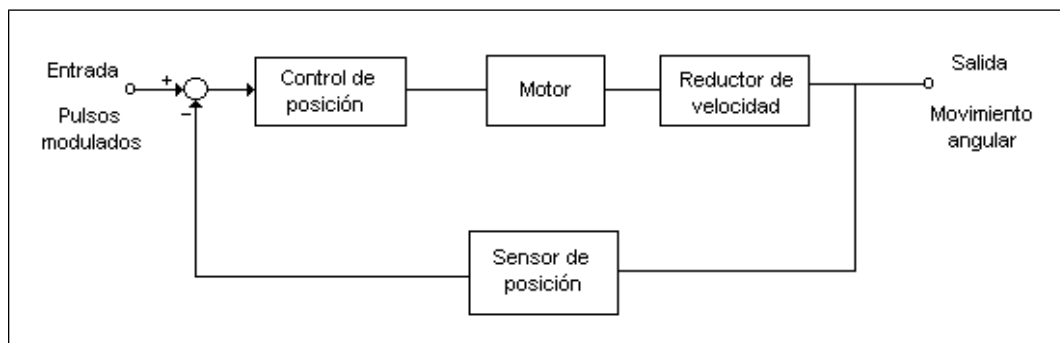 Entrada
Pulsos
modulados
+
−
Control de
posición
Motor
Reductor de
velocidad
Salida
Movimiento
angular
Sensor de
posición